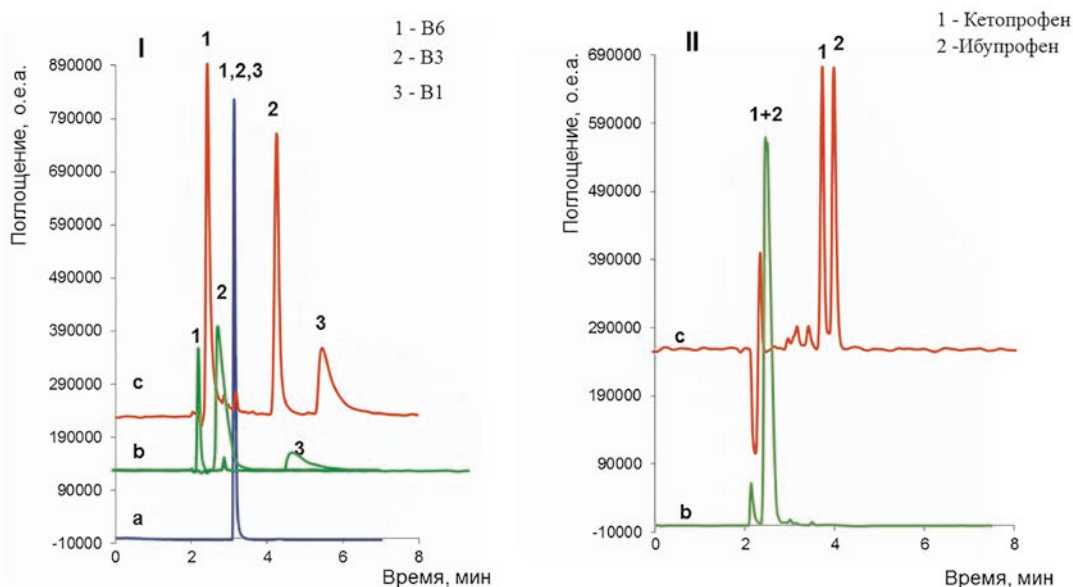 I
1 - B6
2 - B3
3 - B1
Поглощение, о.е.а.
890000
790000
690000
590000
490000
390000
290000
190000
90000
-10000
1
1,2,3
2
2
1
3
3
c
b
a
0
2
4
6
8
Время, мин
II
1 - Кетопрофен
2 -Ибупрофен
Поглощение, о.е.а.
690000
590000
490000
390000
290000
190000
90000
-10000
1 2
1+2
c
b
0
2
4
6
8
Время, мин